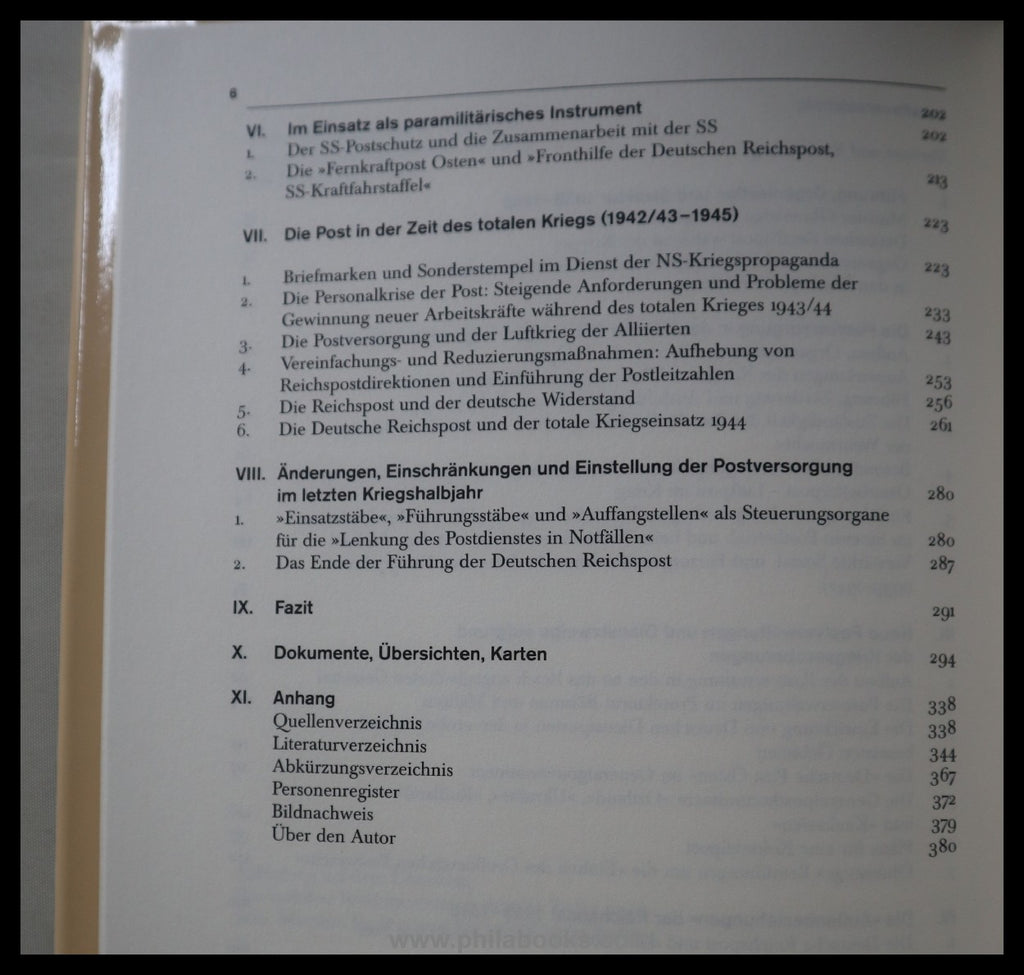 6
VI. Im Einsatz als paramilitärisches Instrument 202
1. Der SS-Postschutz und die Zusammenarbeit mit der SS 202
2. Die »Fernkraftpost Osten« und »Fronthilfe der Deutschen Reichspost,
SS-Kraftfahrstaffel« 213
VII. Die Post in der Zeit des totalen Kriegs (1942/43–1945) 223
1. Briefmarken und Sonderstempel im Dienst der NS-Kriegspropaganda 223
2. Die Personalkrise der Post: Steigende Anforderungen und Probleme der
Gewinnung neuer Arbeitskräfte während des totalen Krieges 1943/44 233
3. Die Postversorgung und der Luftkrieg der Alliierten 243
4. Vereinfachungs- und Reduzierungsmaßnahmen: Aufhebung von
Reichspostdirektionen und Einführung der Postleitzahlen 253
5. Die Reichspost und der deutsche Widerstand 256
6. Die Deutsche Reichspost und der totale Kriegseinsatz 1944 261
VIII. Änderungen, Einschränkungen und Einstellung der Postversorgung
im letzten Kriegshalbjahr 280
1. »Einsatzstäbe«, »Führungsstäbe« und »Auffangstellen« als Steuerungsorgane
für die »Lenkung des Postdienstes in Notfällen« 280
2. Das Ende der Führung der Deutschen Reichspost 287
IX. Fazit 291
X. Dokumente, Übersichten, Karten 294
XI. Anhang 338
Quellenverzeichnis 338
Literaturverzeichnis 344
Abkürzungsverzeichnis 367
Personenregister 372
Bildnachweis 379
Über den Autor 380